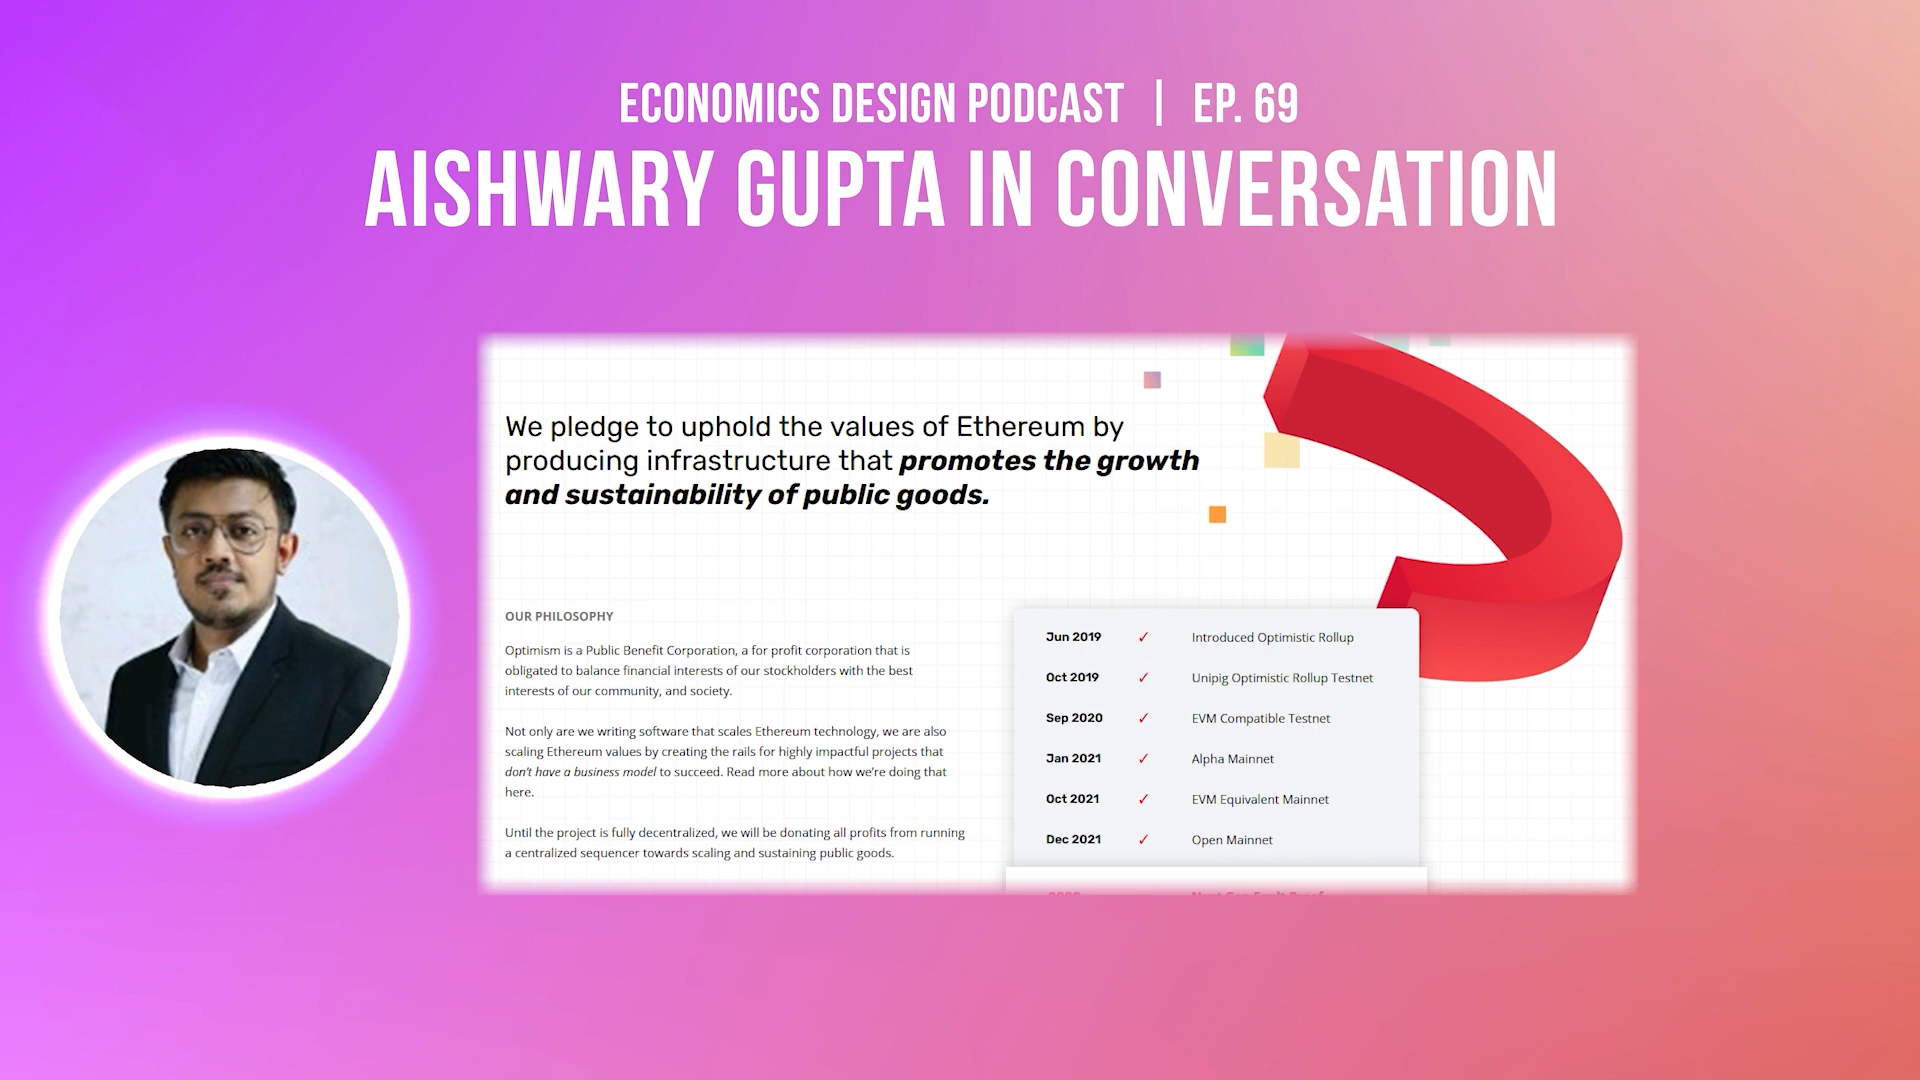 ECONOMICS DESIGN PODCAST | EP. 69
AISHWARY GUPTA IN CONVERSATION
We pledge to uphold the values of Ethereum by
producing infrastructure that promotes the growth
and sustainability of public goods.
OUR PHILOSOPHY
Optimism is a Public Benefit Corporation, a for profit corporation that is
obligated to balance financial interests of our stockholders with the best
interests of our community, and society.
Not only are we writing software that scales Ethereum technology, we are also
scaling Ethereum values by creating the rails for highly impactful projects that
don't have a business model to succeed. Read more about how we're doing that
here.
Until the project is fully decentralized, we will be donating all profits from running
a centralized sequencer towards scaling and sustaining public goods.
Jun 2019 ✓ Introduced Optimistic Rollup
Oct 2019 ✓ Unipig Optimistic Rollup Testnet
Sep 2020 ✓ EVM Compatible Testnet
Jan 2021 ✓ Alpha Mainnet
Oct 2021 ✓ EVM Equivalent Mainnet
Dec 2021 ✓ Open Mainnet